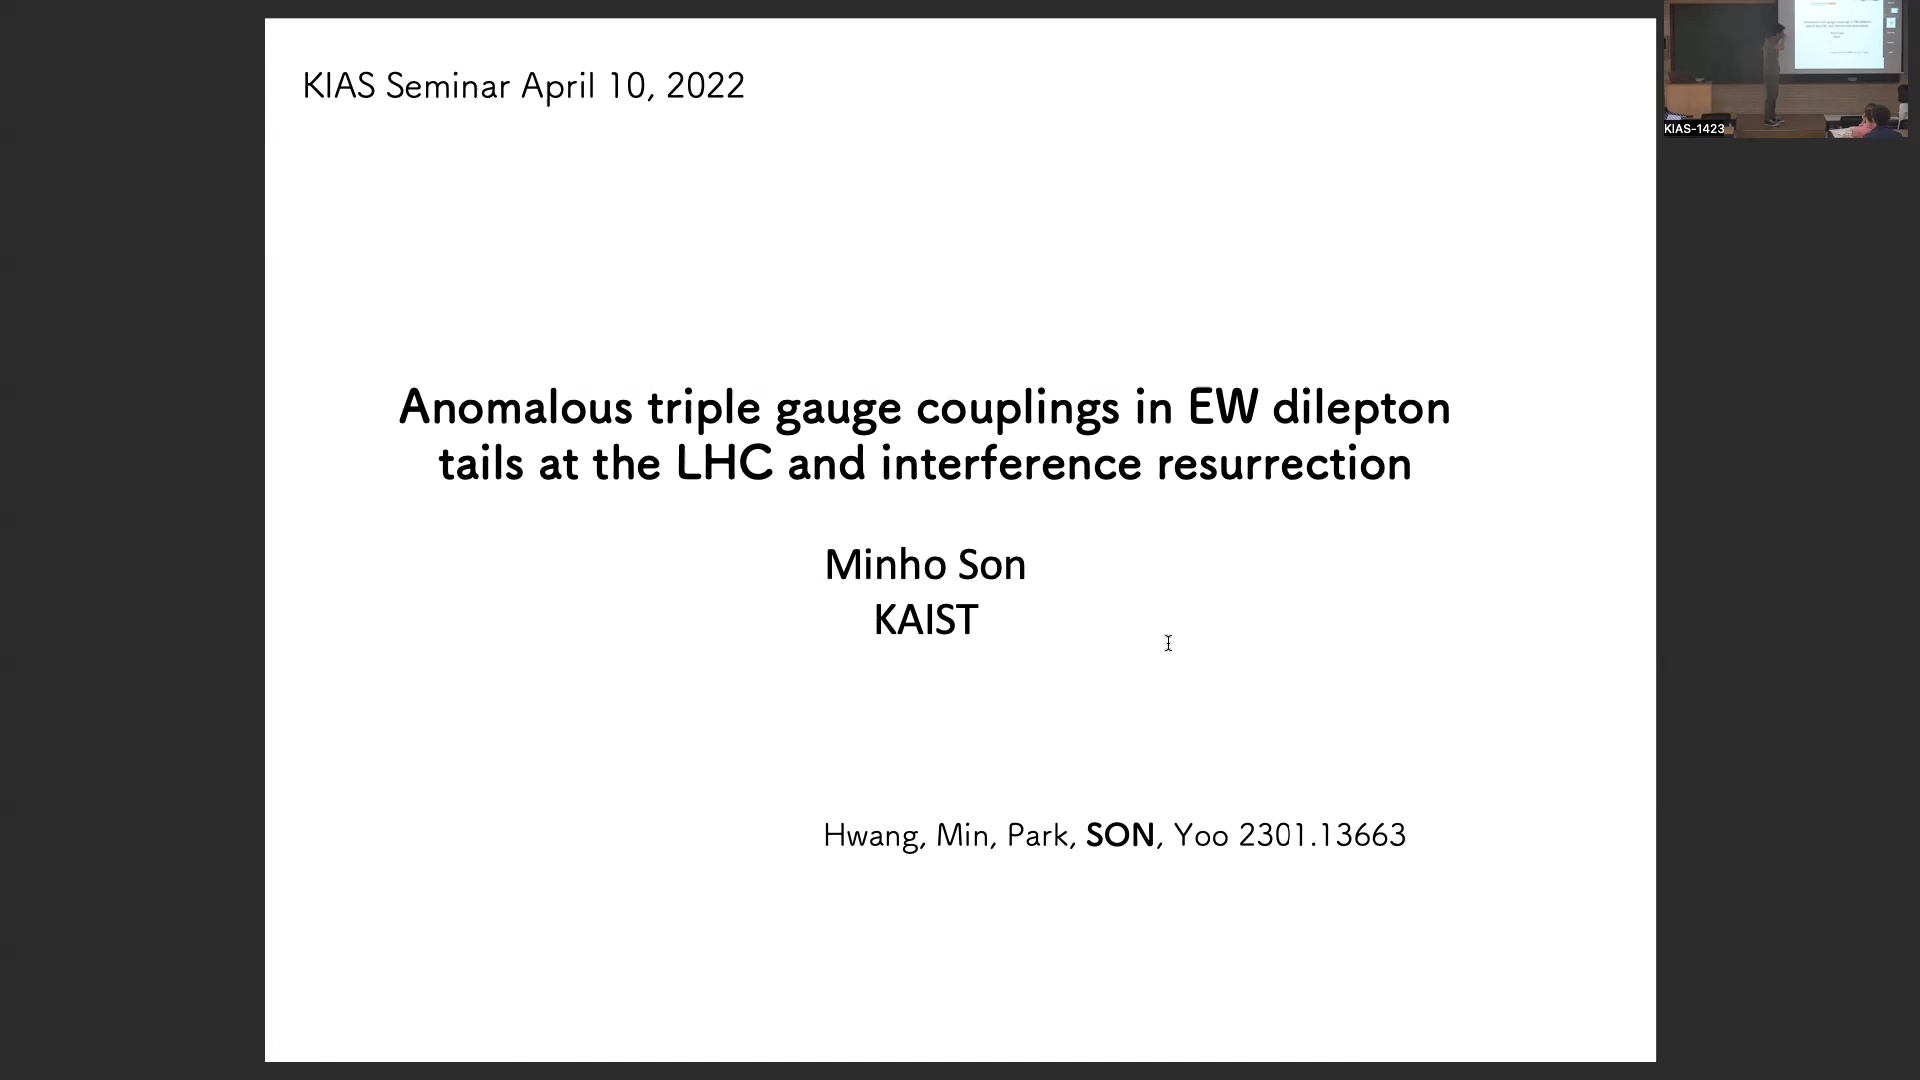 KIAS Seminar April 10, 2022
Anomalous triple gauge couplings in EW dilepton
tails at the LHC and interference resurrection
Minho Son
KAIST
Hwang, Min, Park, SON, Yoo 2301.13663
KIAS-1423